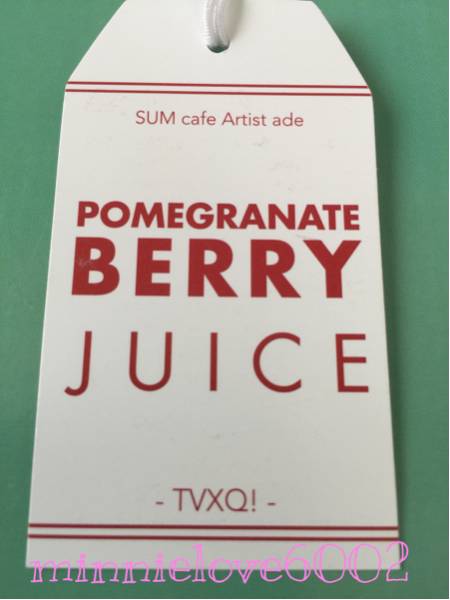 SUM cafe Artist ade
POMEGRANATE
BERRY
JUICE
- TVXQ! -
minnielove6002